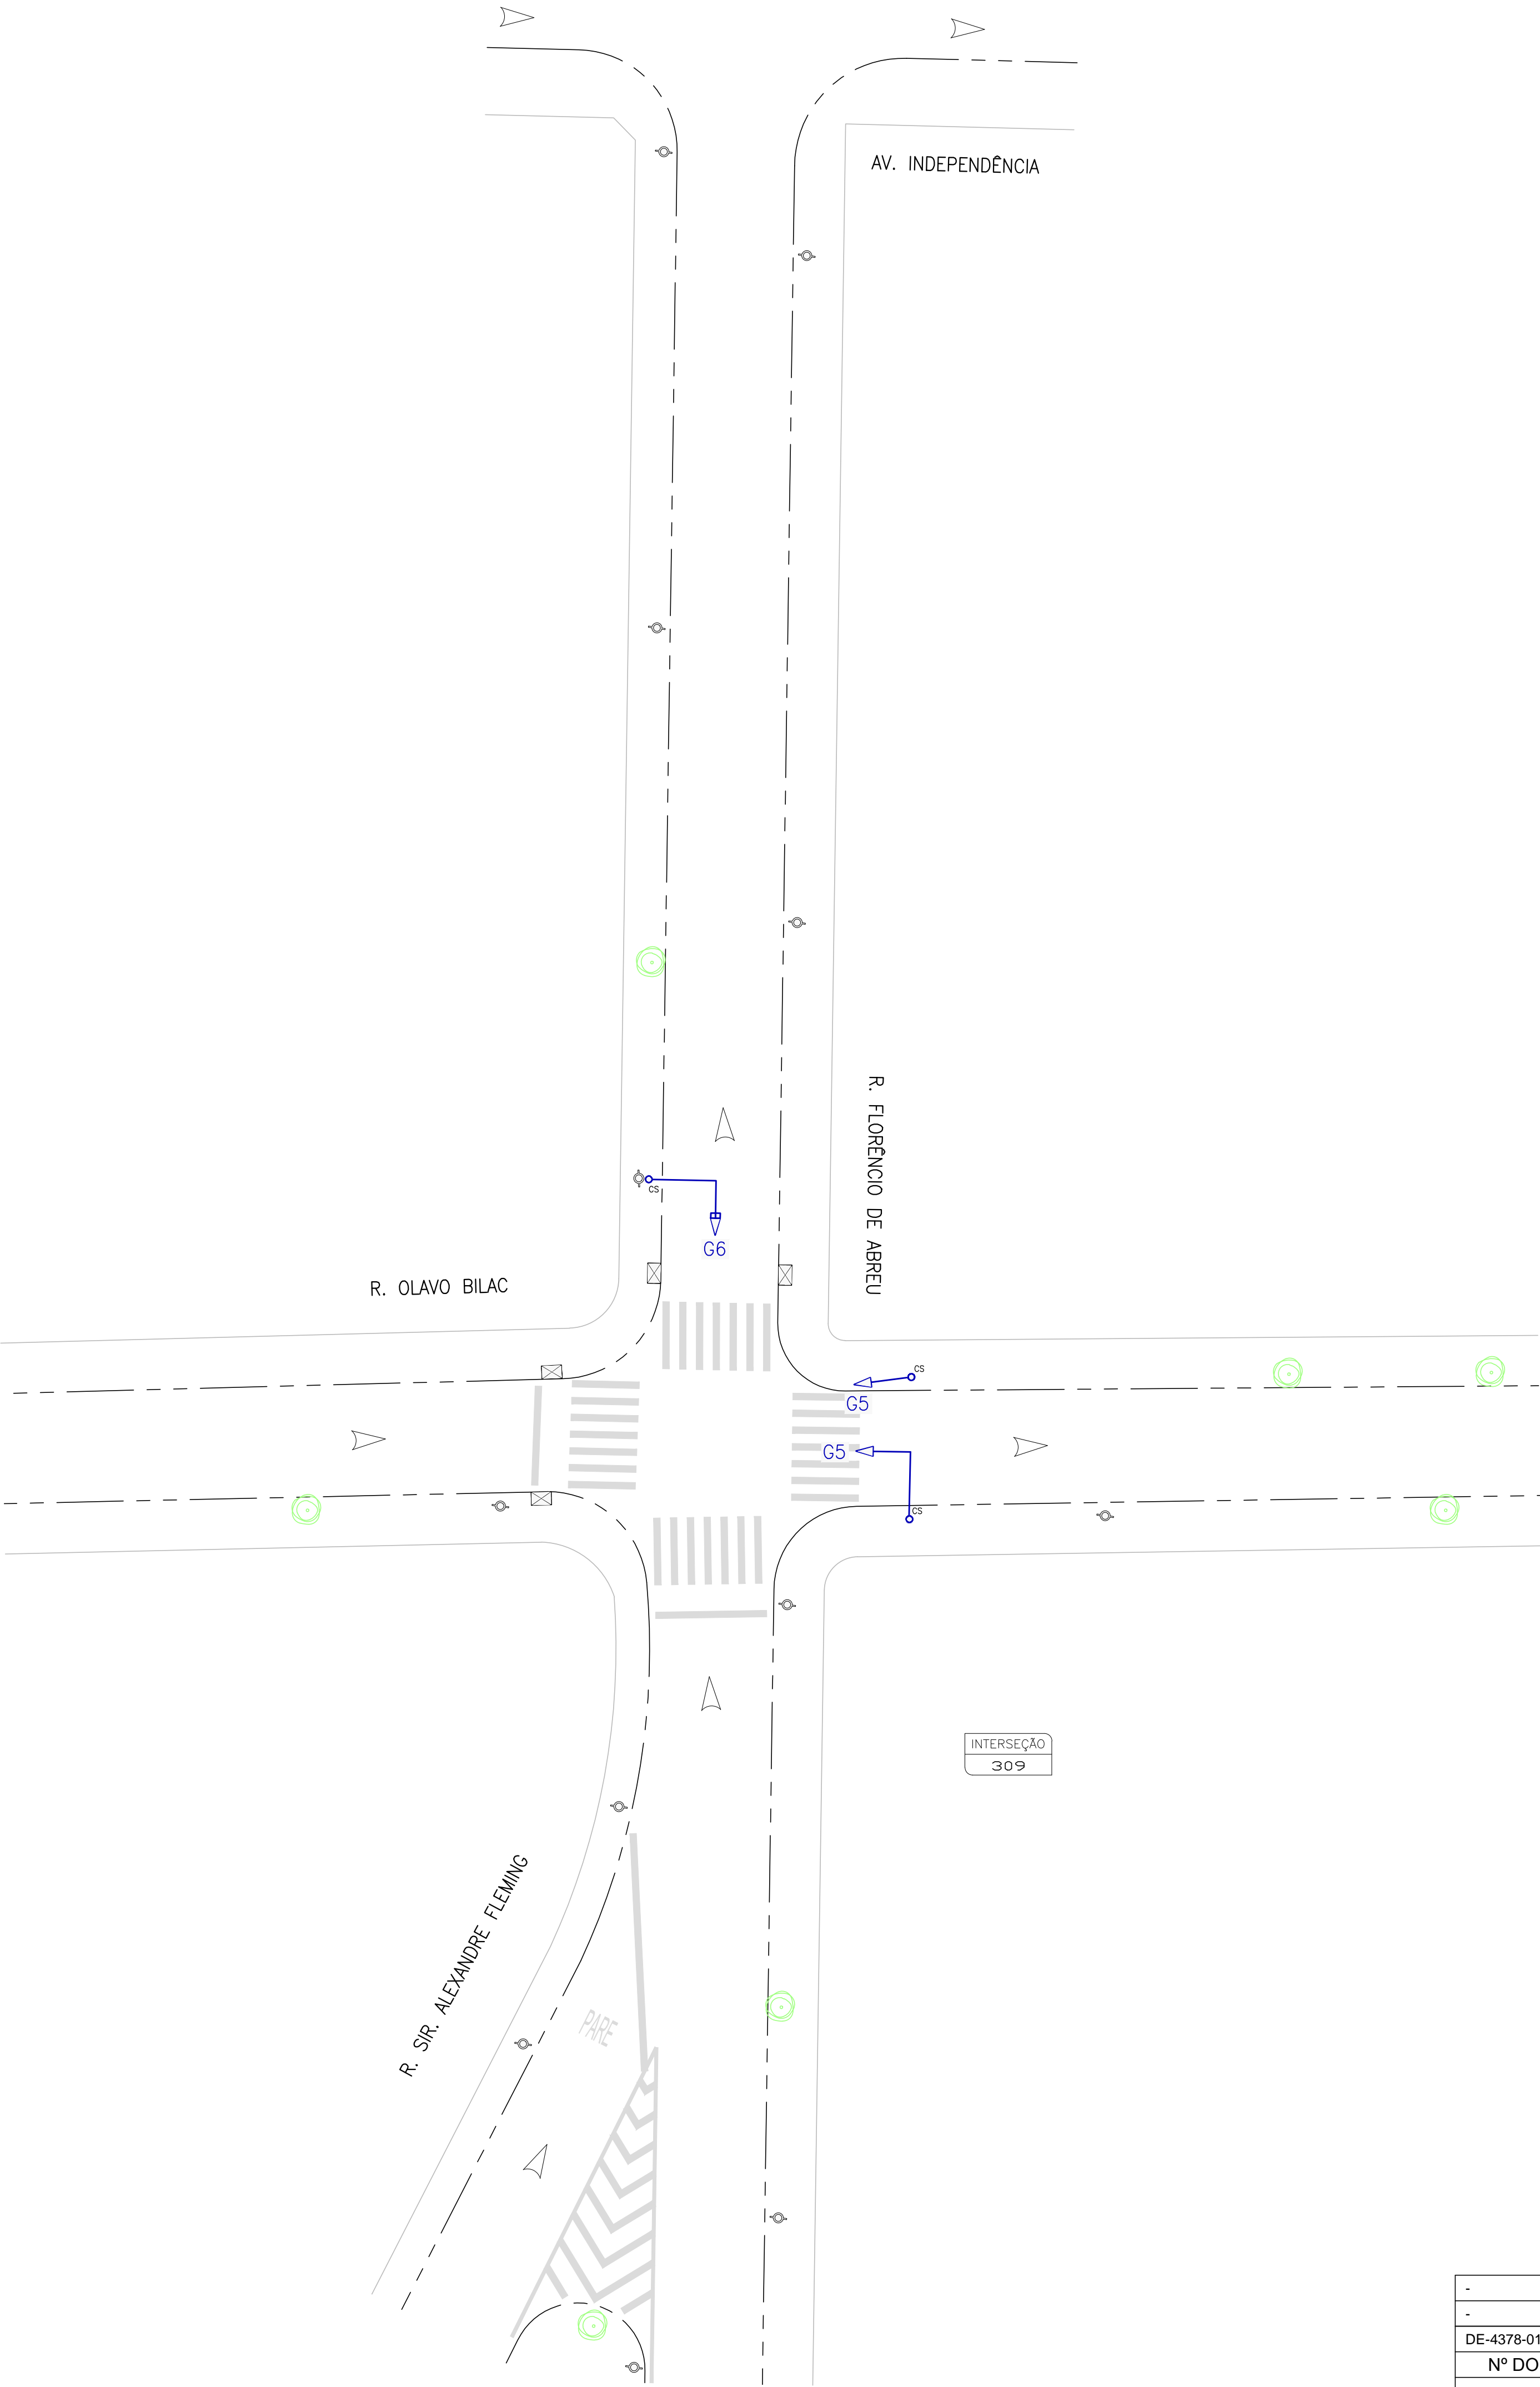 AV. INDEPENDÊNCIA
R. FLORÊNCIO DE ABREU
CS
G6
R. OLAVO BILAC
CS
G5
G5
CS
INTERSEÇÃO
309
R. SIR. ALEXANDRE FLEMING
PARE
-
-
DE-4378-01
Nº DO